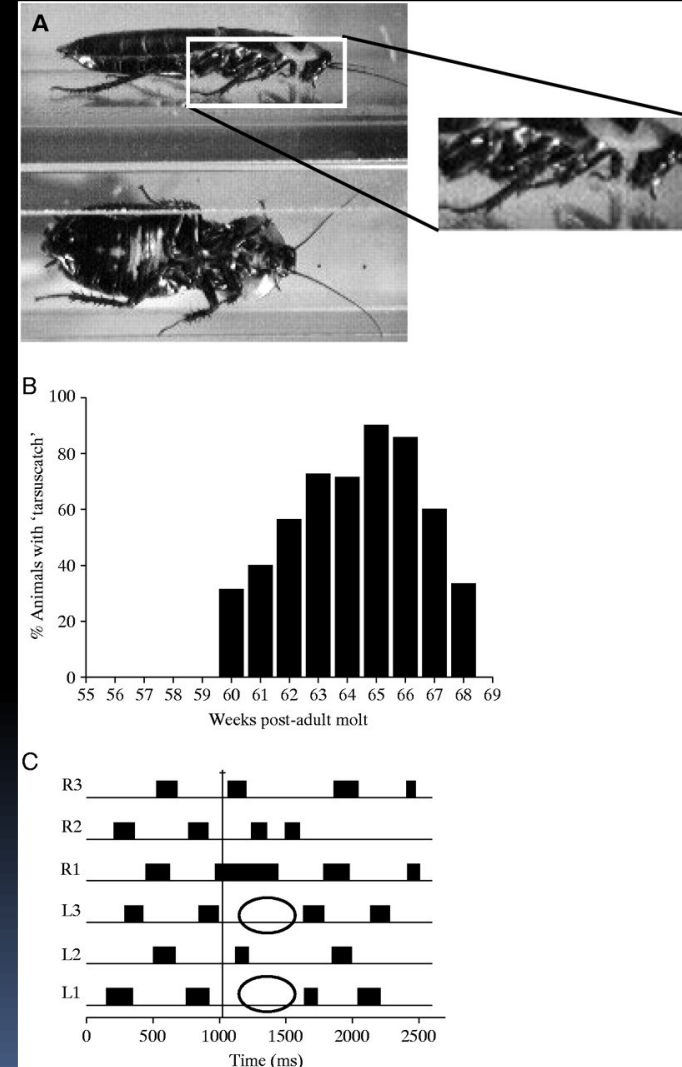 A
B
100
80
60
40
20
0
% Animals with ‘tarsuscatch’
55 56 57 58 59 60 61 62 63 64 65 66 67 68 69
Weeks post-adult molt
C
R3
R2
R1
L3
L2
L1
0 500 1000 1500 2000 2500
Time (ms)